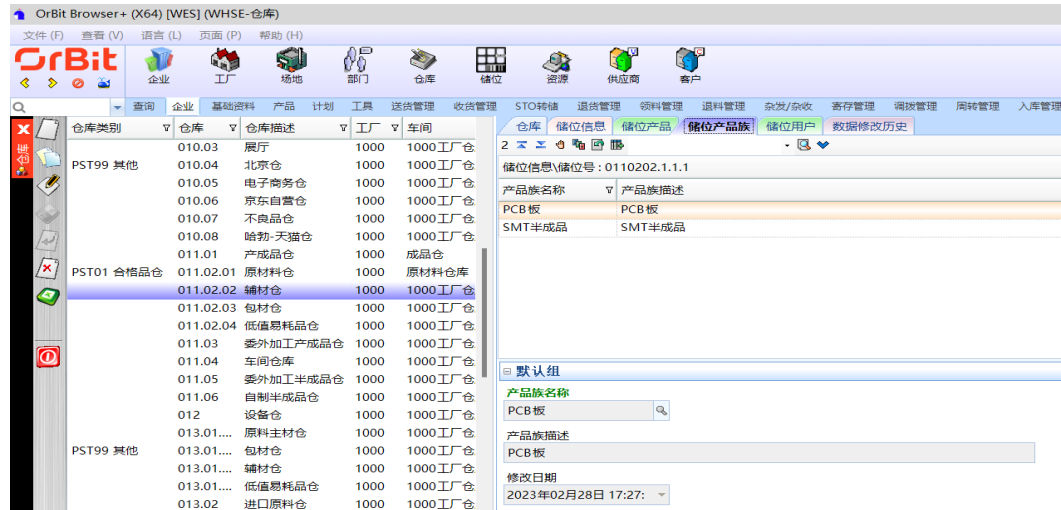 OrBit Browser+ (X64) [WES] (WHSE-仓库)
文件 (F) 查看 (V) 语言 (L) 页面 (P) 帮助 (H)
OrBit
企业 工厂 场地 部门 仓库 储位 资源 供应商 客户
查询 企业 基础资料 产品 计划 工具 送货管理 收货管理 STO转储 退货管理 领料管理 退料管理 杂发/杂收 寄存管理 调拨管理 周转管理 入库管理
创建
仓库类别 仓库 仓库描述 工厂 车间
010.03 展厅 1000 1000工厂仓
PST99 其他 010.04 北京仓 1000 1000工厂仓
010.05 电子商务仓 1000 1000工厂仓
010.06 京东自营仓 1000 1000工厂仓
010.07 不良品仓 1000 1000工厂仓
010.08 哈勃-天猫仓 1000 1000工厂仓
011.01 产成品仓 1000 成品仓
PST01 合格品仓 011.02.01 原材料仓 1000 原材料仓库
011.02.02 辅材仓 1000 1000工厂仓
011.02.03 包材仓 1000 1000工厂仓
011.02.04 低值易耗品仓 1000 1000工厂仓
011.03 委外加工产成品仓 1000 1000工厂仓
011.04 车间仓库 1000 1000工厂仓
011.05 委外加工半成品仓 1000 1000工厂仓
011.06 自制半成品仓 1000 1000工厂仓
012 设备仓 1000 1000工厂仓
013.01.... 原料主材仓 1000 1000工厂仓
PST99 其他 013.01.... 包材仓 1000 1000工厂仓
013.01.... 辅材仓 1000 1000工厂仓
013.01.... 低值易耗品仓 1000 1000工厂仓
013.02 进口原料仓 1000 1000工厂仓
仓库 储位信息 储位产品 储位产品族 储位用户 数据修改历史
2
储位信息\储位号 : 0110202.1.1.1
产品族名称 产品族描述
PCB板 PCB板
SMT半成品 SMT半成品
默认组
产品族名称
PCB板
产品族描述
PCB板
修改日期
2023年02月28日 17:27: